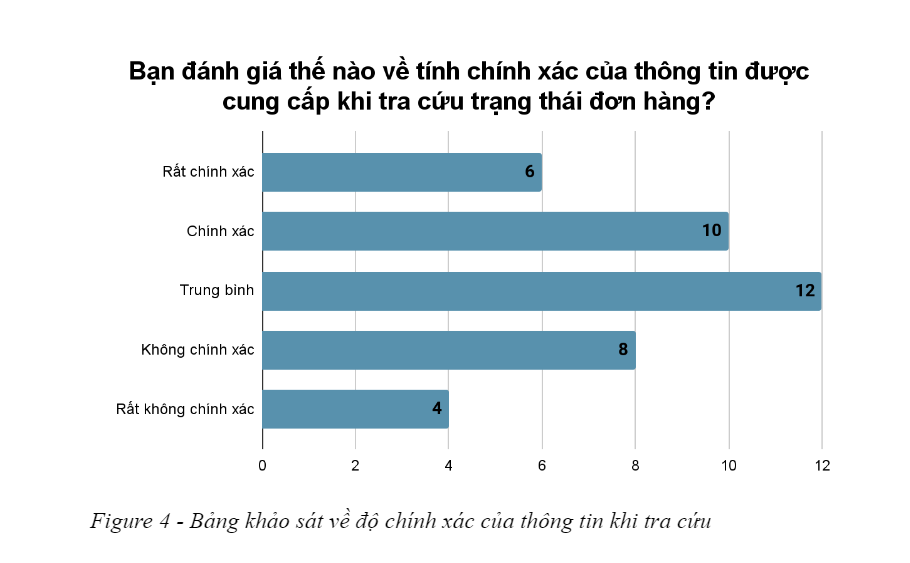 Bạn đánh giá thế nào về tính chính xác của thông tin được
cung cấp khi tra cứu trạng thái đơn hàng?
Rất chính xác
6
Chính xác
10
Trung bình
12
Không chính xác
8
Rất không chính xác
4
0 2 4 6 8 10 12
Figure 4 - Bảng khảo sát về độ chính xác của thông tin khi tra cứu